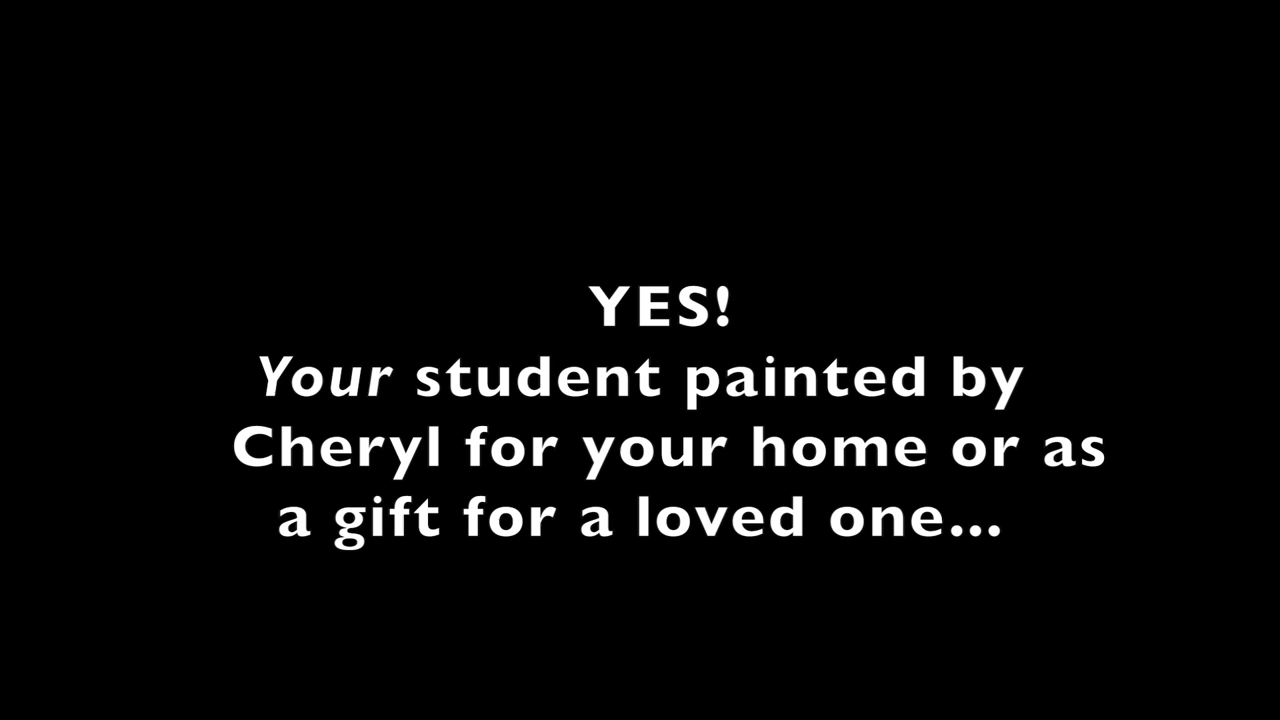 YES!
Your student painted by
Cheryl for your home or as
a gift for a loved one...